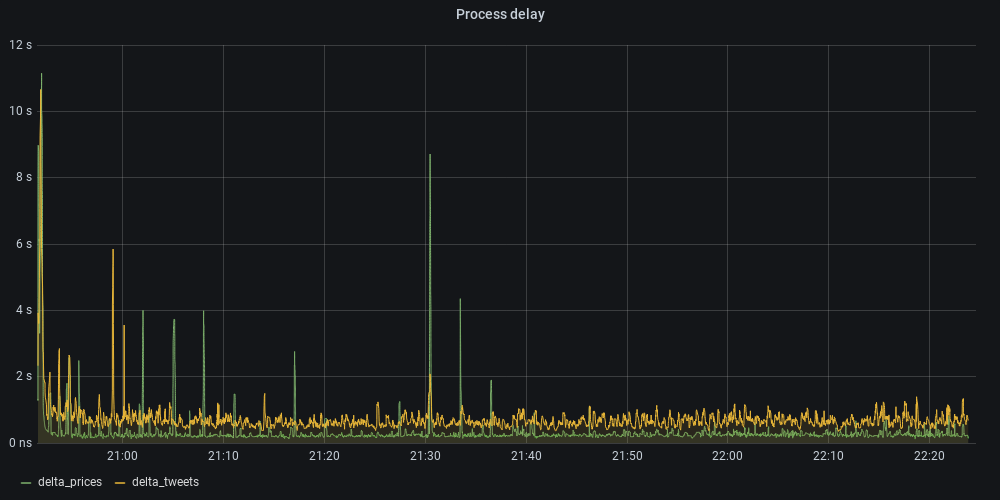 Process delay
12 s
10 s
8 s
6 s
4 s
2 s
0 ns
21:00 21:10 21:20 21:30 21:40 21:50 22:00 22:10 22:20
delta_prices delta_tweets